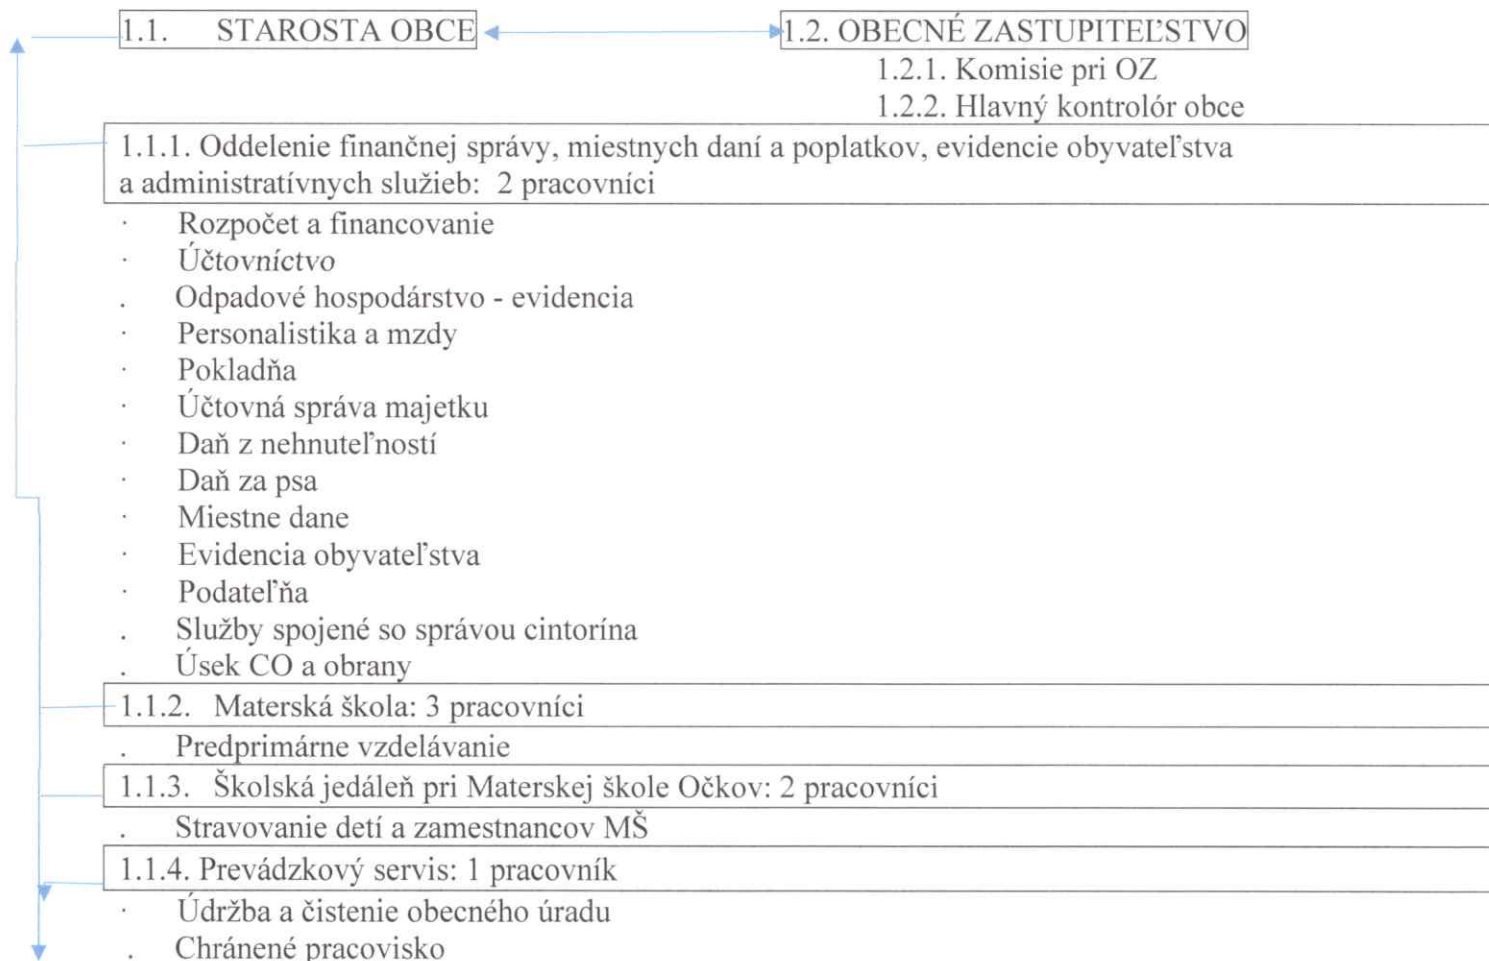 1.1. STAROSTA OBCE 1.2. OBECNÉ ZASTUPITEĽSTVO
1.2.1. Komisie pri OZ
1.2.2. Hlavný kontrolór obce
1.1.1. Oddelenie finančnej správy, miestnych daní a poplatkov, evidencie obyvateľstva
a administratívnych služieb: 2 pracovníci
· Rozpočet a financovanie
· Účtovníctvo
. Odpadové hospodárstvo - evidencia
· Personalistika a mzdy
· Pokladňa
· Účtovná správa majetku
· Daň z nehnuteľností
· Daň za psa
· Miestne dane
· Evidencia obyvateľstva
· Podateľňa
. Služby spojené so správou cintorína
. Úsek CO a obrany
1.1.2. Materská škola: 3 pracovníci
. Predprimárne vzdelávanie
1.1.3. Školská jedáleň pri Materskej škole Očkov: 2 pracovníci
. Stravovanie detí a zamestnancov MŠ
1.1.4. Prevádzkový servis: 1 pracovník
· Údržba a čistenie obecného úradu
. Chránené pracovisko